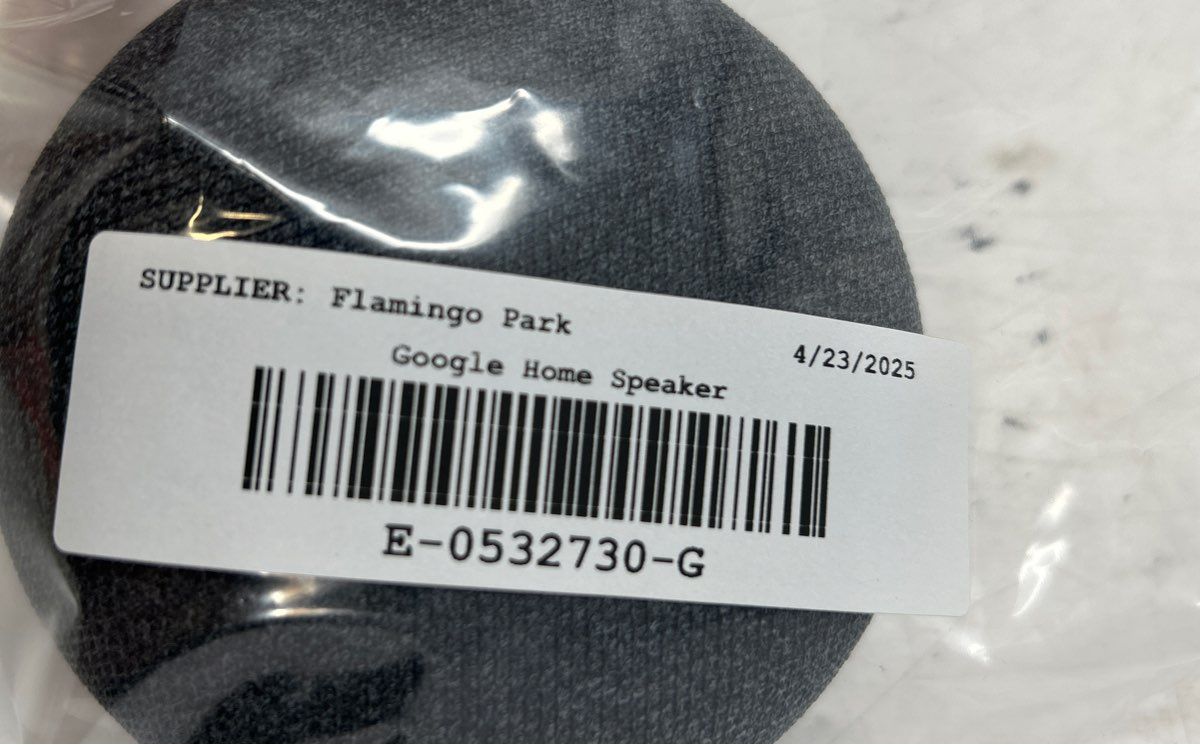 SUPPLIER: Flamingo Park
4/23/2025
Google Home Speaker
E-0532730-G